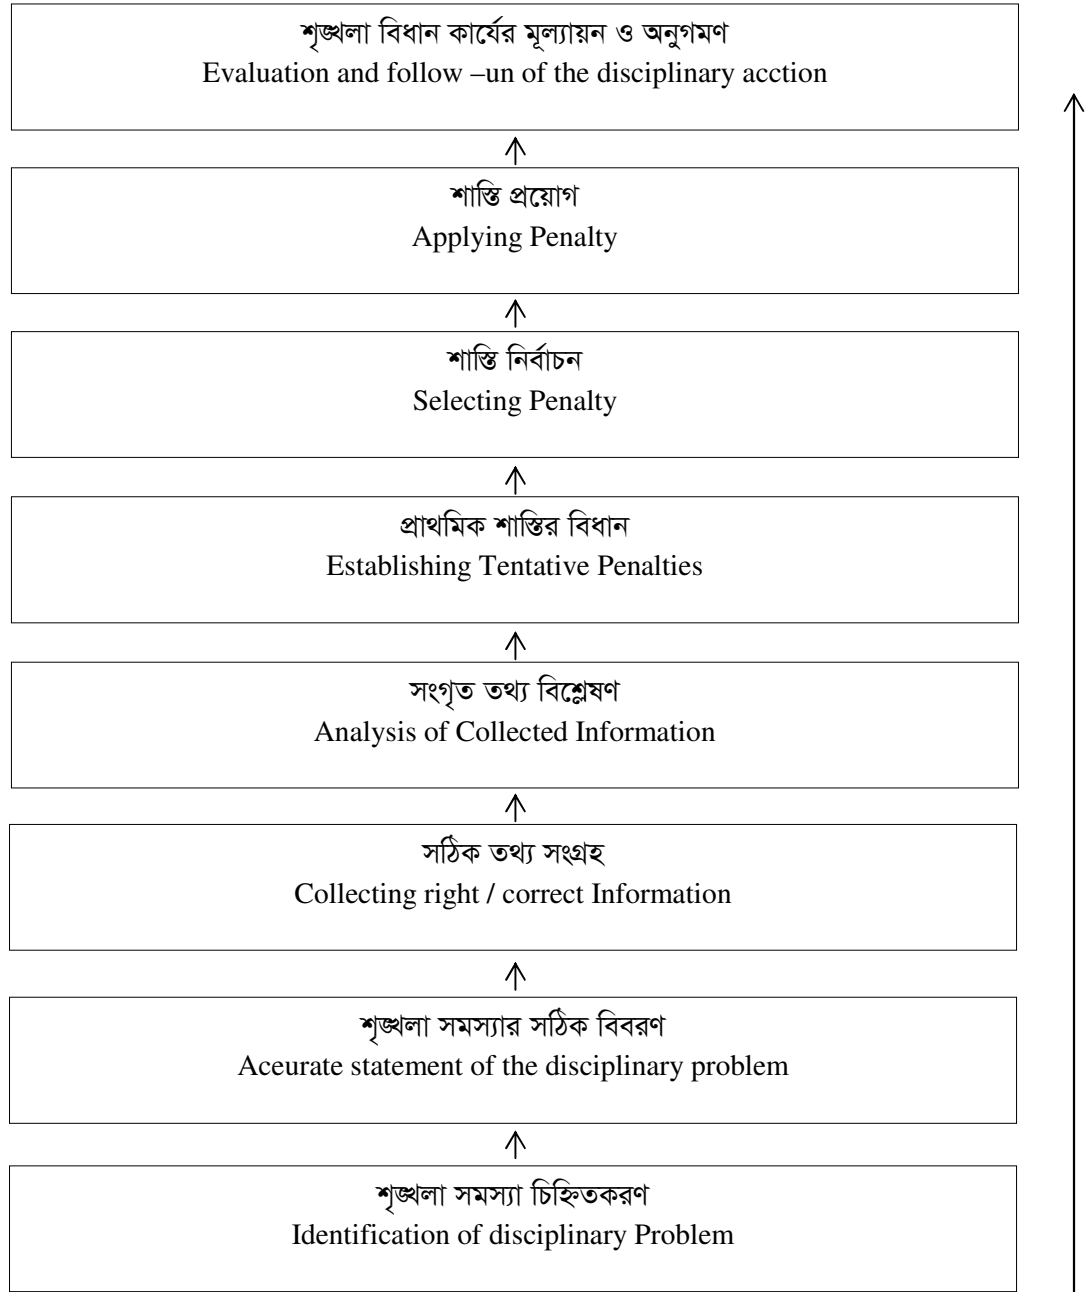 শৃঙ্খলা বিধান কার্যের মূল্যায়ন ও অনুগমণ
Evaluation and follow –un of the disciplinary acction
শাস্তি প্রয়োগ
Applying Penalty
শাস্তি নির্বাচন
Selecting Penalty
প্রাথমিক শাস্তির বিধান
Establishing Tentative Penalties
সংগৃত তথ্য বিশ্লেষণ
Analysis of Collected Information
সঠিক তথ্য সংগ্রহ
Collecting right / correct Information
শৃঙ্খলা সমস্যার সঠিক বিবরণ
Aceurate statement of the disciplinary problem
শৃঙ্খলা সমস্যা চিহ্নিতকরণ
Identification of disciplinary Problem